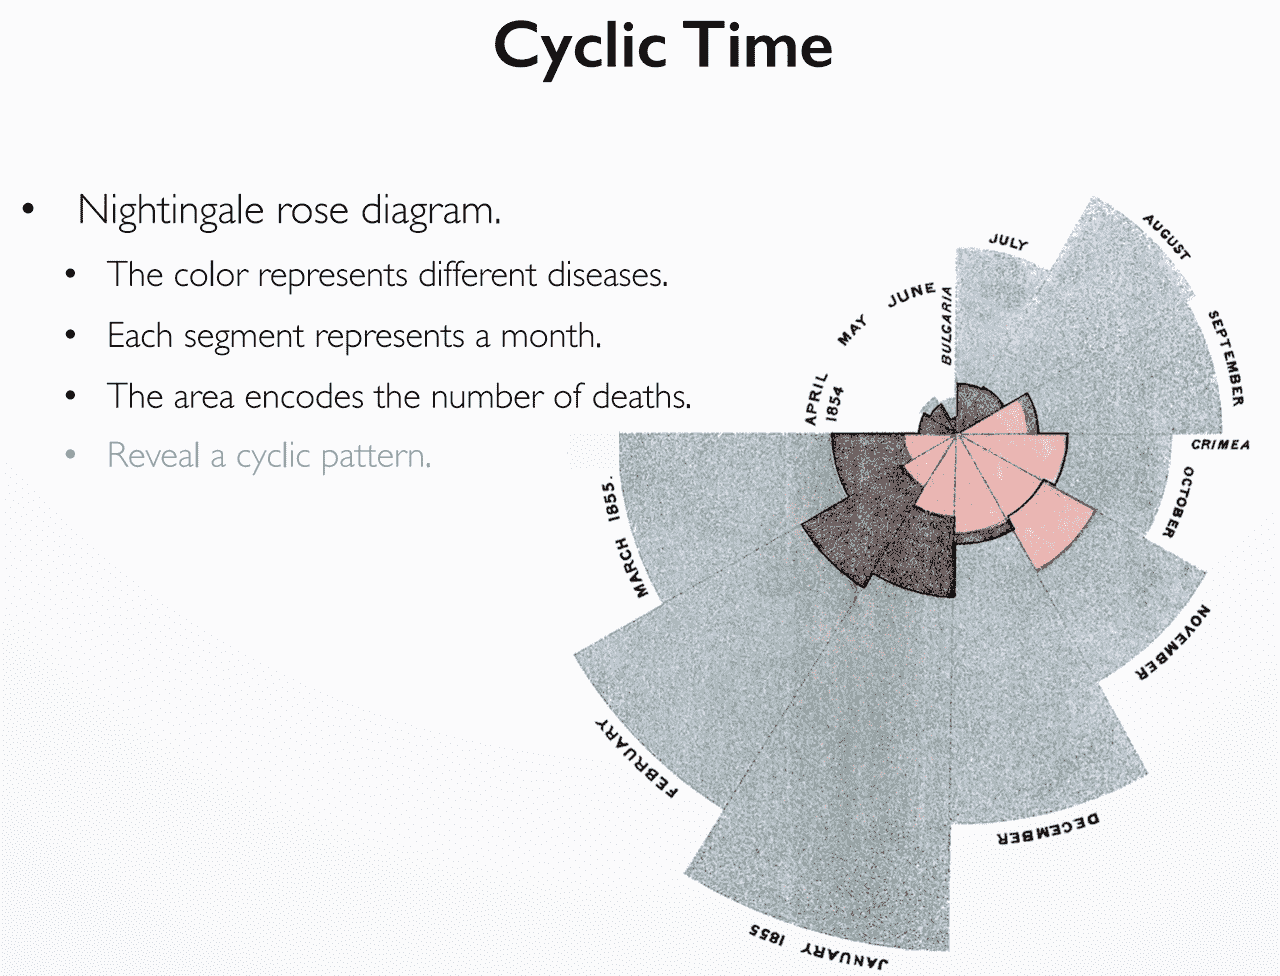 Cyclic Time
• Nightingale rose diagram.
• The color represents different diseases.
• Each segment represents a month.
• The area encodes the number of deaths.
• Reveal a cyclic pattern.
APRIL
1854
MAY
JUNE
BULGARIA
JULY
AUGUST
SEPTEMBER
CRIMEA
OCTOBER
NOVEMBER
DECEMBER
JANUARY 1855
FEBRUARY
MARCH 1855.